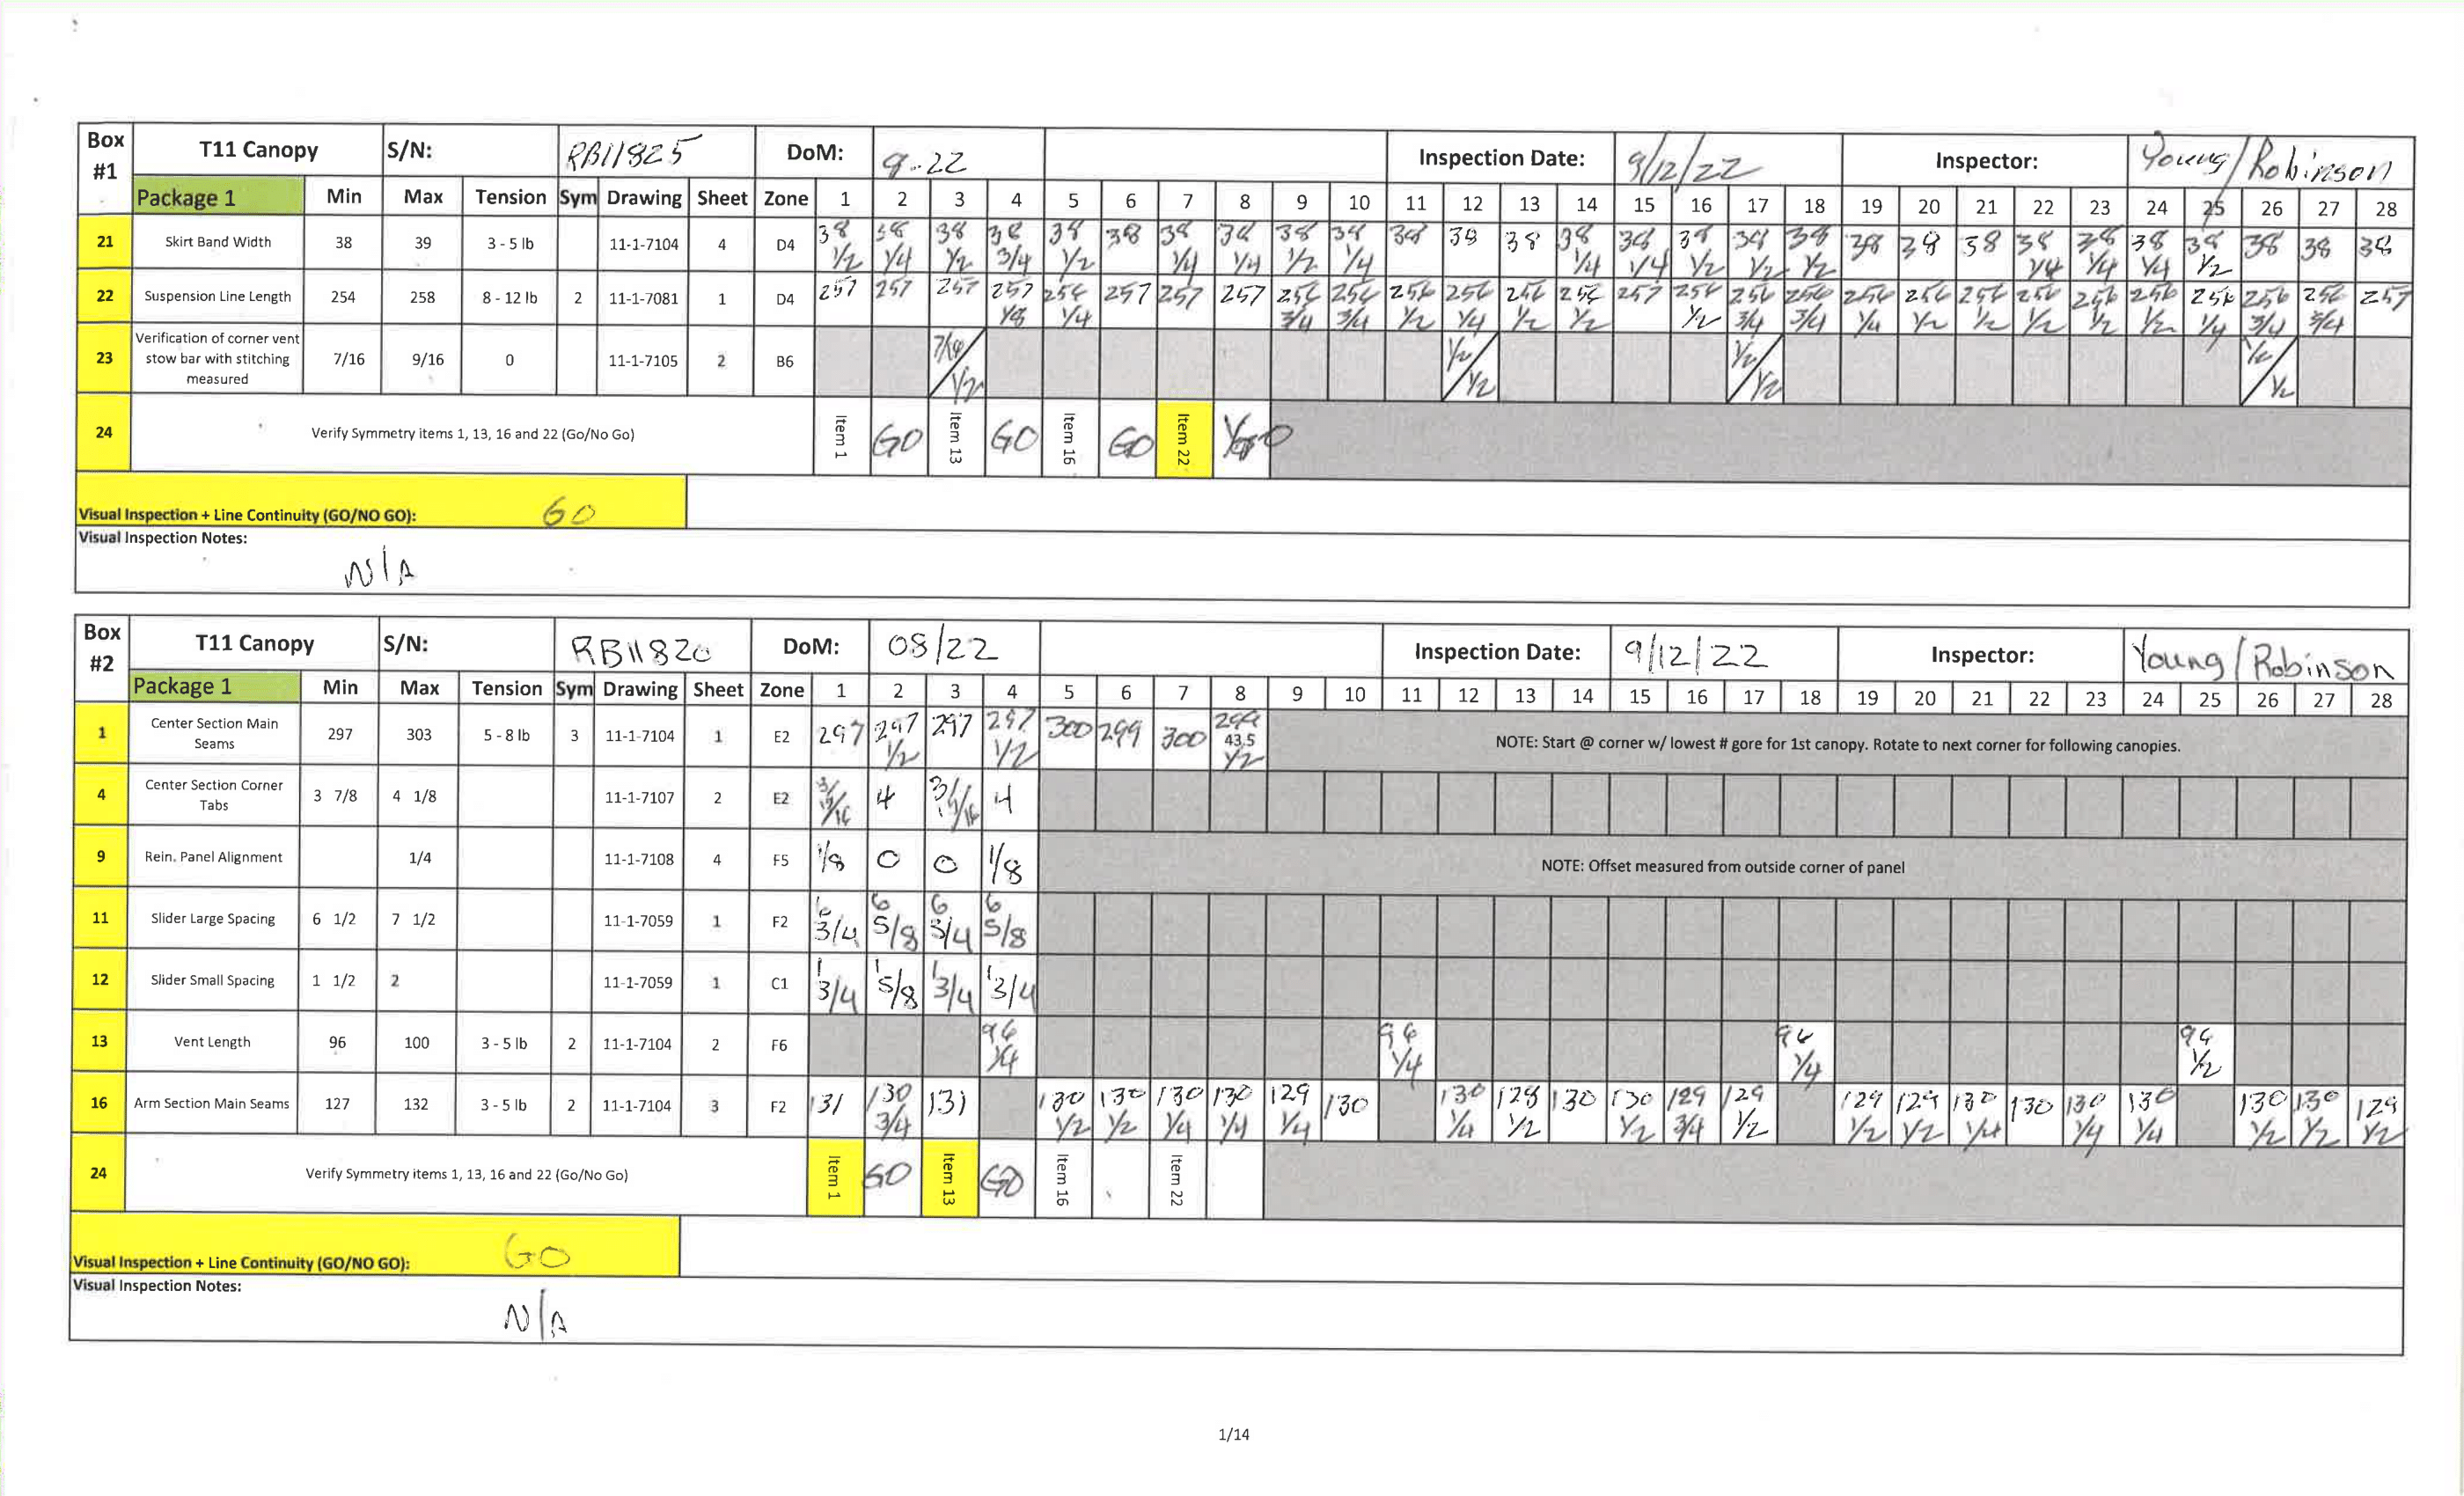 Box #1 T11 Canopy S/N: RB11825 DoM: 9-22 Inspection Date: 9/12/22 Inspector: Young/Robinson
Package 1 Min Max Tension Sym Drawing Sheet Zone 1 2 3 4 5 6 7 8 9 10 11 12 13 14 15 16 17 18 19 20 21 22 23 24 25 26 27 28
21 Skirt Band Width 38 39 3 - 5 lb 11-1-7104 4 D4 38 1/2 38 1/4 38 1/2 38 3/4 38 1/2 38 38 1/4 38 1/4 38 1/2 38 1/4 38 38 38 38 1/4 38 1/4 38 1/2 38 1/2 38 1/2 38 38 38 38 1/4 38 1/4 38 1/4 38 1/2 38 38 38
22 Suspension Line Length 254 258 8 - 12 lb 2 11-1-7081 1 D4 257 257 257 257 1/8 256 1/4 257 257 257 256 3/4 256 3/4 256 1/2 256 1/4 256 1/2 256 1/2 257 256 1/2 256 3/4 256 3/4 256 1/4 256 1/2 256 1/2 256 1/2 256 1/2 256 1/2 256 1/4 256 3/4 256 3/4 257
23 Verification of corner vent stow bar with stitching measured 7/16 9/16 0 11-1-7105 2 B6 7/16 / 1/2 1/2 / 1/2 1/2 / 1/2 1/2 / 1/2
24 Verify Symmetry items 1, 13, 16 and 22 (Go/No Go) Item 1 GO Item 13 GO Item 16 GO Item 22 GO
Visual Inspection + Line Continuity (GO/NO GO): GO
Visual Inspection Notes:
N/A
Box #2 T11 Canopy S/N: RB11820 DoM: 08/22 Inspection Date: 9/12/22 Inspector: Young/Robinson
Package 1 Min Max Tension Sym Drawing Sheet Zone 1 2 3 4 5 6 7 8 9 10 11 12 13 14 15 16 17 18 19 20 21 22 23 24 25 26 27 28
1 Center Section Main Seams 297 303 5 - 8 lb 3 11-1-7104 1 E2 297 297 1/2 297 297 1/2 300 299 300 299 43.5 1/2 NOTE: Start @ corner w/ lowest # gore for 1st canopy. Rotate to next corner for following canopies.
4 Center Section Corner Tabs 3 7/8 4 1/8 11-1-7107 2 E2 3 15/16 4 3 15/16 4
9 Rein. Panel Alignment 1/4 11-1-7108 4 F5 1/8 0 0 1/8 NOTE: Offset measured from outside corner of panel
11 Slider Large Spacing 6 1/2 7 1/2 11-1-7059 1 F2 6 3/4 6 5/8 6 3/4 6 5/8
12 Slider Small Spacing 1 1/2 2 11-1-7059 1 C1 1 3/4 1 5/8 1 3/4 1 3/4
13 Vent Length 96 100 3 - 5 lb 2 11-1-7104 2 F6 96 1/4 96 1/4 96 1/4 96 1/2
16 Arm Section Main Seams 127 132 3 - 5 lb 2 11-1-7104 3 F2 131 130 3/4 131 130 1/2 130 1/2 130 1/4 130 1/4 129 1/4 130 130 1/4 129 1/2 130 130 1/2 129 3/4 129 1/2 129 1/2 129 1/2 130 1/4 130 130 1/4 130 1/4 130 1/2 130 1/2 129 1/2
24 Verify Symmetry items 1, 13, 16 and 22 (Go/No Go) Item 1 GO Item 13 GO Item 16 Item 22
Visual Inspection + Line Continuity (GO/NO GO): GO
Visual Inspection Notes:
N/A
1/14